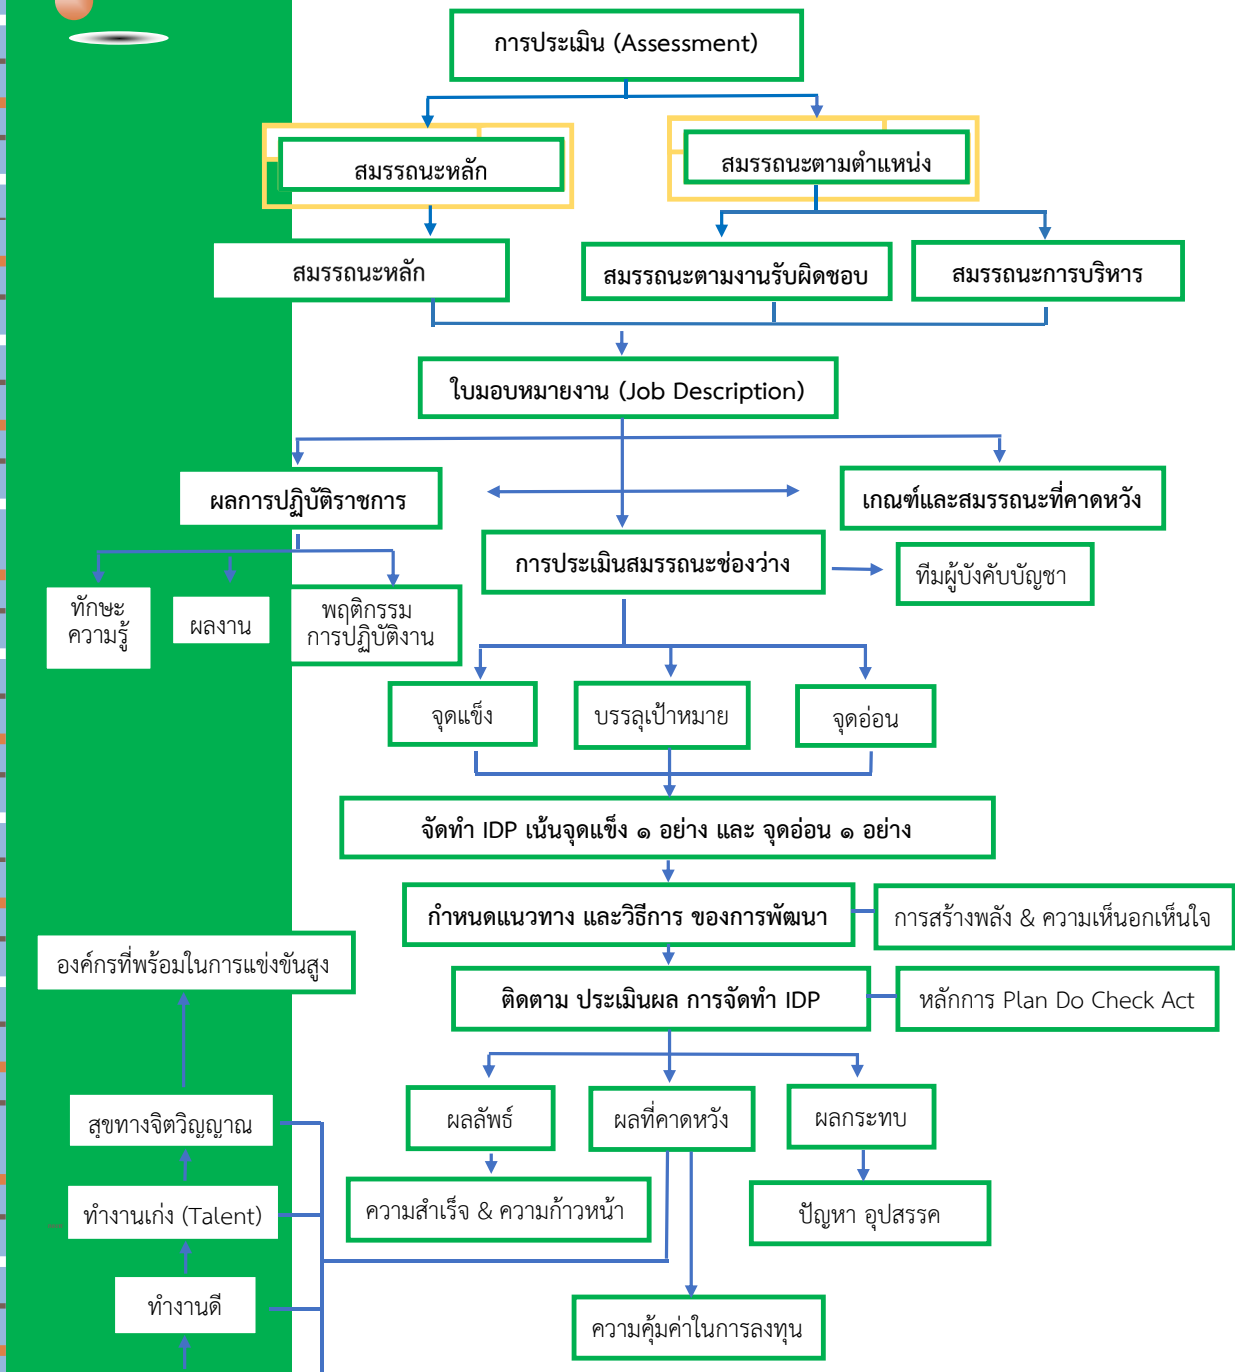 การประเมิน (Assessment)
สมรรถนะหลัก
สมรรถนะตามตำแหน่ง
สมรรถนะหลัก
สมรรถนะตามงานรับผิดชอบ
สมรรถนะการบริหาร
ใบมอบหมายงาน (Job Description)
ผลการปฏิบัติราชการ
เกณฑ์และสมรรถนะที่คาดหวัง
การประเมินสมรรถนะช่องว่าง
ทีมผู้บังคับบัญชา
ทักษะ
ความรู้
ผลงาน
พฤติกรรม
การปฏิบัติงาน
จุดแข็ง
บรรลุเป้าหมาย
จุดอ่อน
จัดทำ IDP เน้นจุดแข็ง ๑ อย่าง และ จุดอ่อน ๑ อย่าง
กำหนดแนวทาง และวิธีการ ของการพัฒนา
การสร้างพลัง & ความเห็นอกเห็นใจ
องค์กรที่พร้อมในการแข่งขันสูง
ติดตาม ประเมินผล การจัดทำ IDP
หลักการ Plan Do Check Act
ผลลัพธ์
ผลที่คาดหวัง
ผลกระทบ
สุขทางจิตวิญญาณ
ความสำเร็จ & ความก้าวหน้า
ปัญหา อุปสรรค
ทำงานเก่ง (Talent)
ทำงานดี
ความคุ้มค่าในการลงทุน